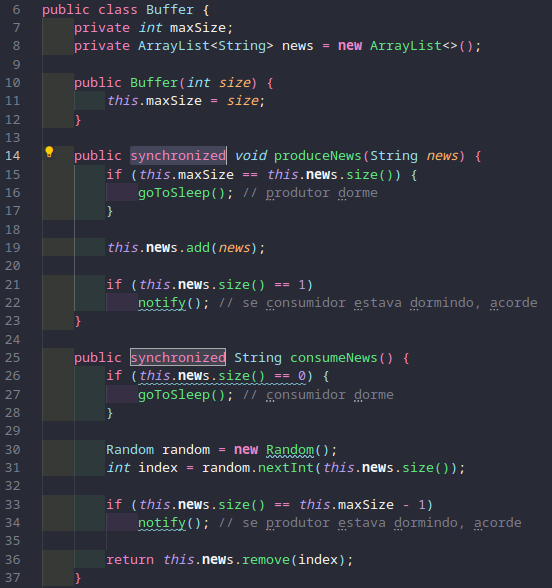 6 public class Buffer {
7     private int maxSize;
8     private ArrayList<String> news = new ArrayList<>();
9
10     public Buffer(int size) {
11         this.maxSize = size;
12     }
13
14     public synchronized void produceNews(String news) {
15         if (this.maxSize == this.news.size()) {
16             goToSleep(); // produtor dorme
17         }
18
19         this.news.add(news);
20
21         if (this.news.size() == 1)
22             notify(); // se consumidor estava dormindo, acorde
23     }
24
25     public synchronized String consumeNews() {
26         if (this.news.size() == 0) {
27             goToSleep(); // consumidor dorme
28         }
29
30         Random random = new Random();
31         int index = random.nextInt(this.news.size());
32
33         if (this.news.size() == this.maxSize - 1)
34             notify(); // se produtor estava dormindo, acorde
35
36         return this.news.remove(index);
37     }